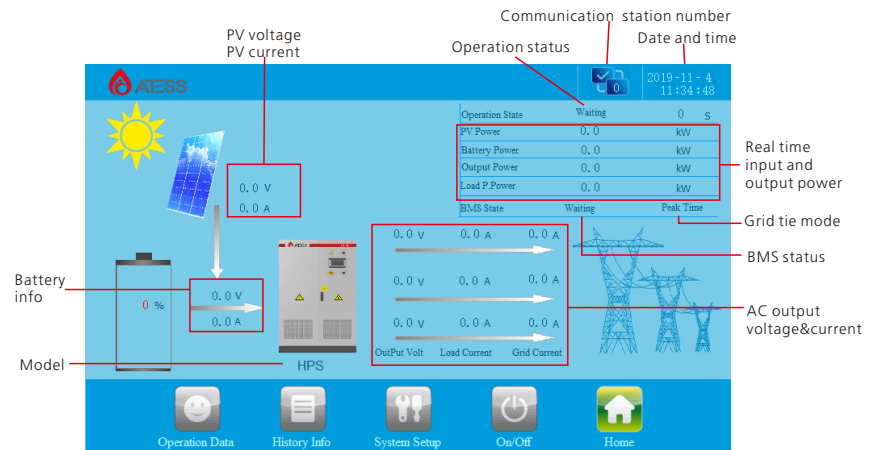 Communication station number
PV voltage
PV current
Operation status
Date and time
ATESS
0
2019-11-4
11:34:48
Operation State Waiting 0 S
PV Power 0.0 kW
Battery Power 0.0 kW
Output Power 0.0 kW
Load P.Power 0.0 kW
BMS State Waiting Peak Time
Real time
input and
output power
Grid tie mode
BMS status
0.0 V
0.0 A
Battery
info
0 %
0.0 V
0.0 A
ATESS
0.0 V 0.0 A 0.0 A
0.0 V 0.0 A 0.0 A
0.0 V 0.0 A 0.0 A
OutPut Volt Load Current Grid Current
AC output
voltage&current
Model
HPS
Operation Data
History Info
System Setup
On/Off
Home